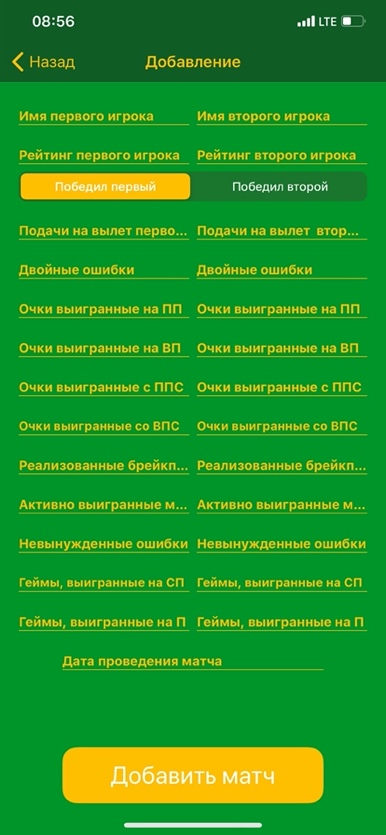 08:56 LTE
Назад Добавление
Имя первого игрока Имя второго игрока
Рейтинг первого игрока Рейтинг второго игрока
Победил первый Победил второй
Подачи на вылет перво... Подачи на вылет втор...
Двойные ошибки Двойные ошибки
Очки выигранные на ПП Очки выигранные на ПП
Очки выигранные на ВП Очки выигранные на ВП
Очки выигранные с ППС Очки выигранные с ППС
Очки выигранные со ВПС Очки выигранные со ВПС
Реализованные брейкп... Реализованные брейкп...
Активно выигранные м... Активно выигранные м...
Невынужденные ошибки Невынужденные ошибки
Геймы, выигранные на СП Геймы, выигранные на СП
Геймы, выигранные на П Геймы, выигранные на П
Дата проведения матча
Добавить матч